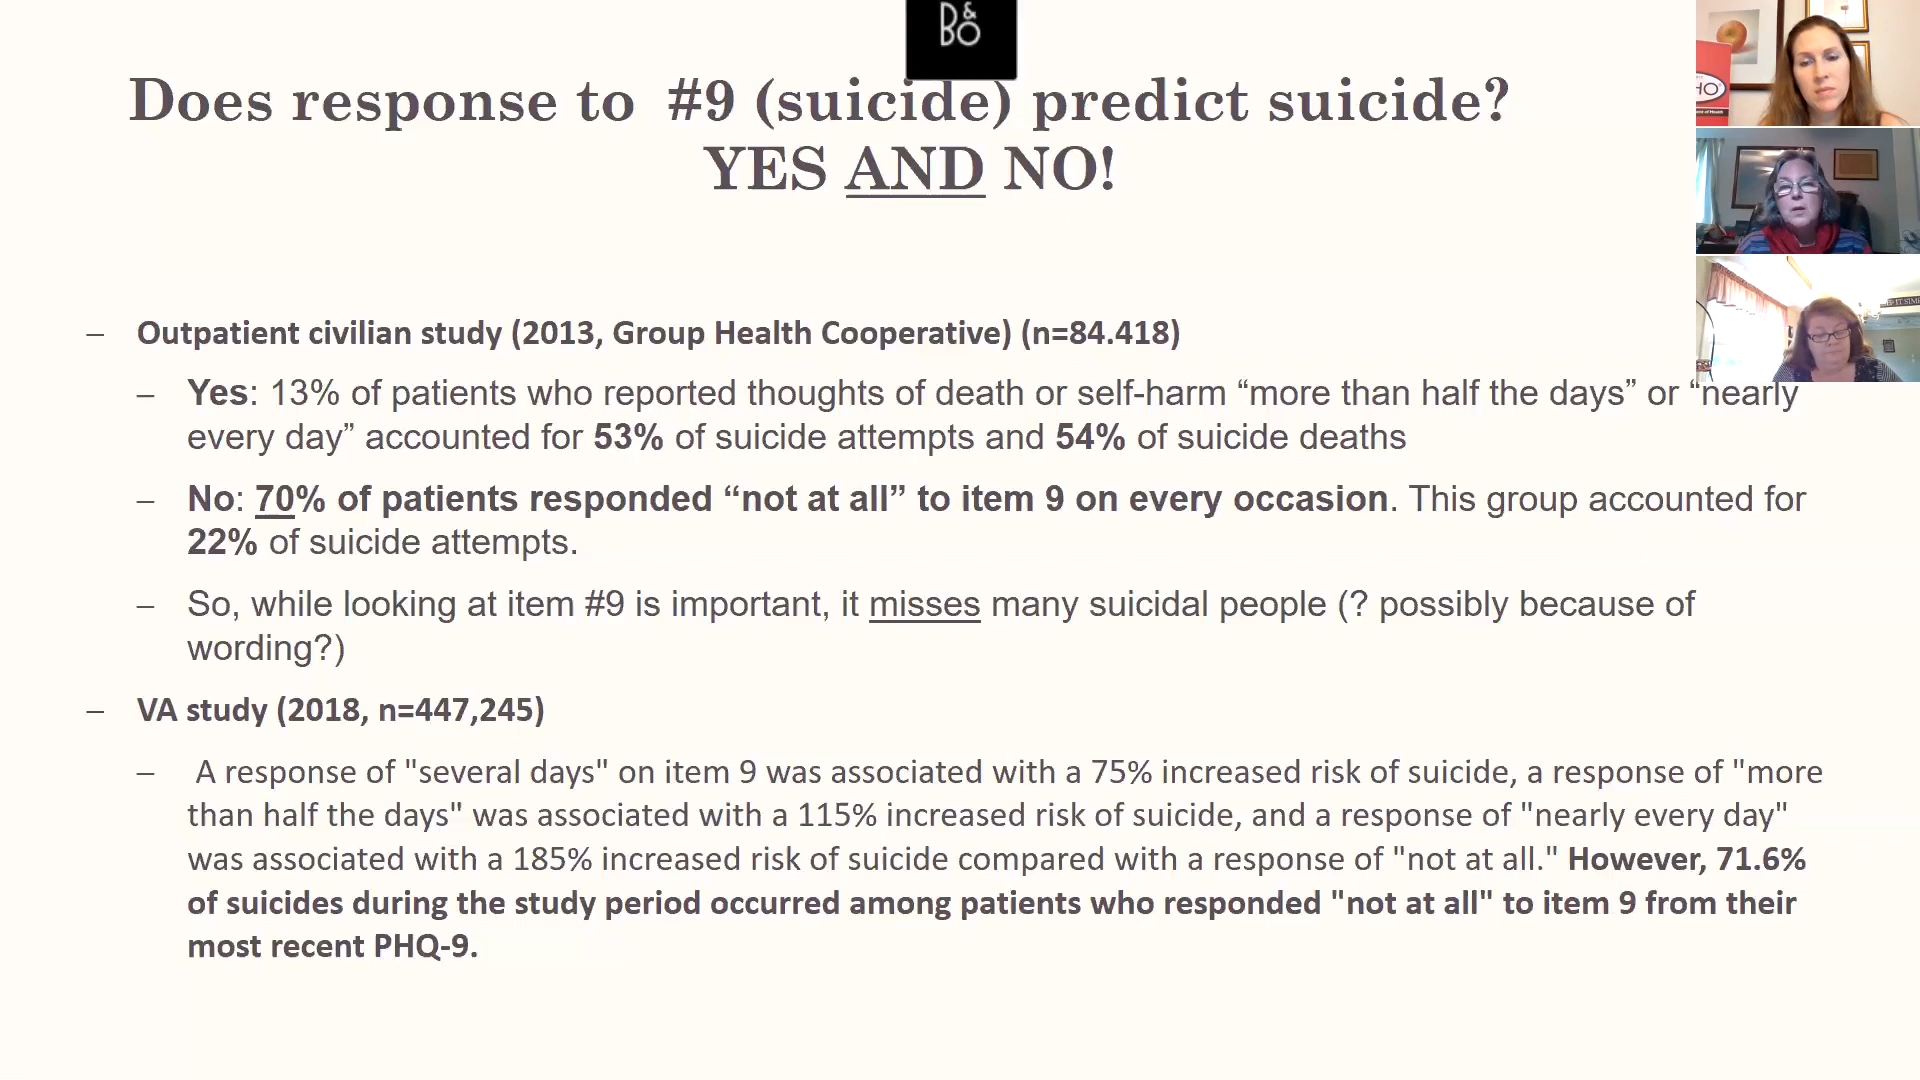 B&O
Does response to #9 (suicide) predict suicide?
YES AND NO!
HO
– Outpatient civilian study (2013, Group Health Cooperative) (n=84.418)
– Yes: 13% of patients who reported thoughts of death or self-harm “more than half the days” or “nearly
every day” accounted for 53% of suicide attempts and 54% of suicide deaths
– No: 70% of patients responded “not at all” to item 9 on every occasion. This group accounted for
22% of suicide attempts.
– So, while looking at item #9 is important, it misses many suicidal people (? possibly because of
wording?)
– VA study (2018, n=447,245)
– A response of "several days" on item 9 was associated with a 75% increased risk of suicide, a response of "more
than half the days" was associated with a 115% increased risk of suicide, and a response of "nearly every day"
was associated with a 185% increased risk of suicide compared with a response of "not at all." However, 71.6%
of suicides during the study period occurred among patients who responded "not at all" to item 9 from their
most recent PHQ-9.